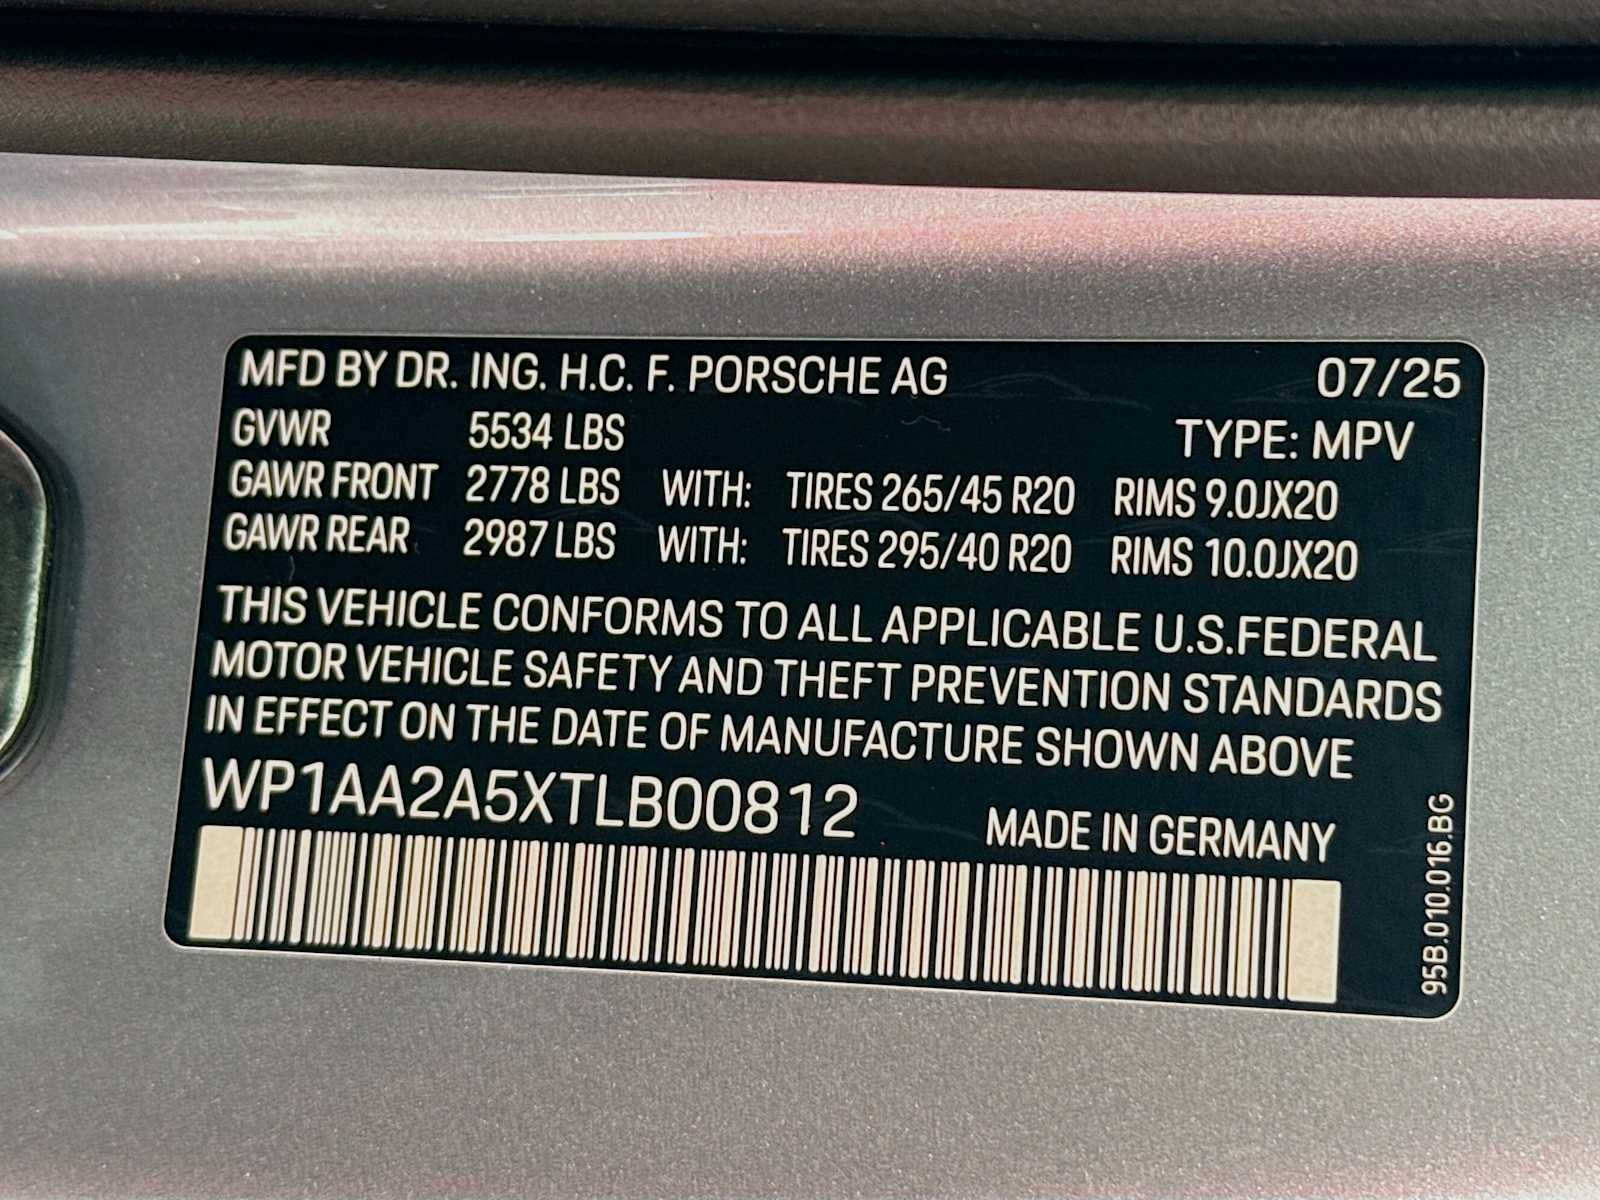 MFD BY DR. ING. H.C. F. PORSCHE AG 07/25
GVWR 5534 LBS TYPE: MPV
GAWR FRONT 2778 LBS WITH: TIRES 265/45 R20 RIMS 9.0JX20
GAWR REAR 2987 LBS WITH: TIRES 295/40 R20 RIMS 10.0JX20
THIS VEHICLE CONFORMS TO ALL APPLICABLE U.S.FEDERAL
MOTOR VEHICLE SAFETY AND THEFT PREVENTION STANDARDS
IN EFFECT ON THE DATE OF MANUFACTURE SHOWN ABOVE
WP1AA2A5XTLB00812
MADE IN GERMANY
95B.010.016.BG